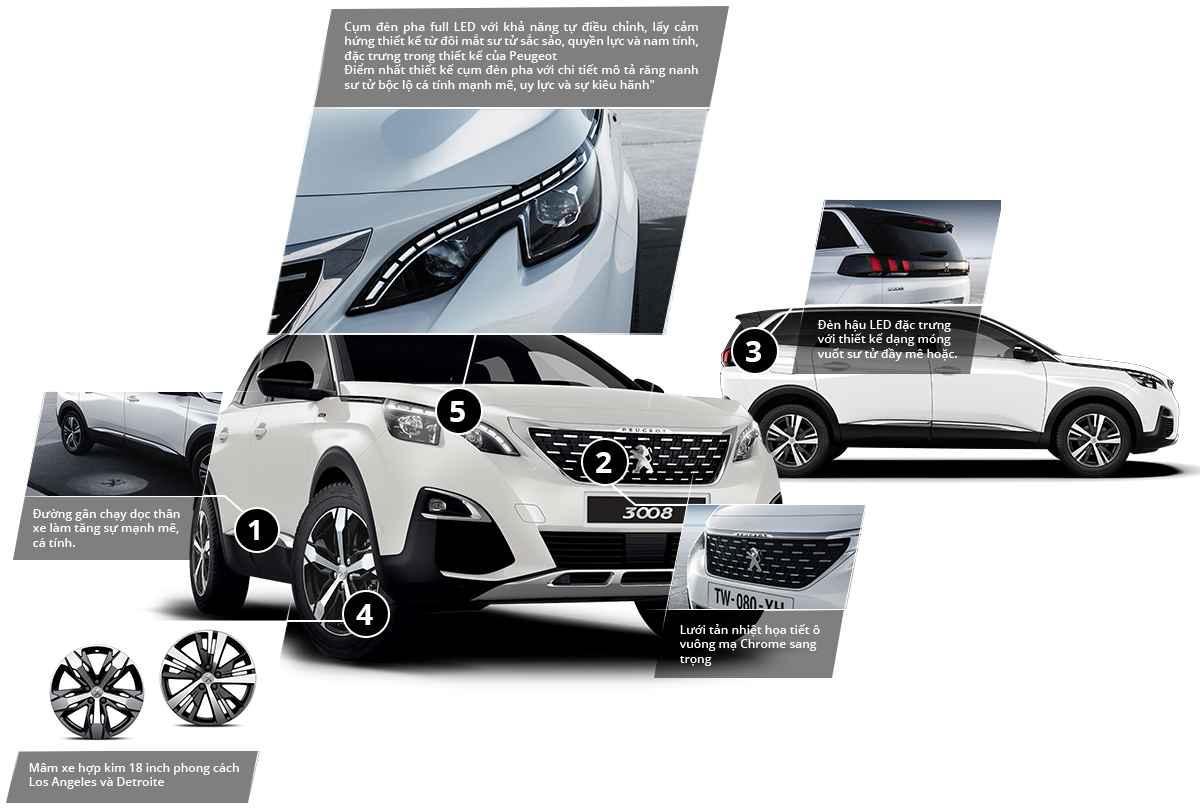 Cụm đèn pha full LED với khả năng tự điều chỉnh, lấy cảm
hứng thiết kế từ đôi mắt sư tử sắc sảo, quyền lực và nam tính,
đặc trưng trong thiết kế của Peugeot
Điểm nhất thiết kế cụm đèn pha với chi tiết mô tả răng nanh
sư tử bộc lộ cá tính mạnh mẽ, uy lực và sự kiêu hãnh"
3008
3
Đèn hậu LED đặc trưng
với thiết kế dạng móng
vuốt sư tử đầy mê hoặc.
5
PEUGEOT
2
3008
Đường gân chạy dọc thân
xe làm tăng sự mạnh mẽ,
cá tính.
1
PEUGEOT
TW-080-XH
4
Lưới tản nhiệt họa tiết ô
vuông mạ Chrome sang
trọng
Mâm xe hợp kim 18 inch phong cách
Los Angeles và Detroite